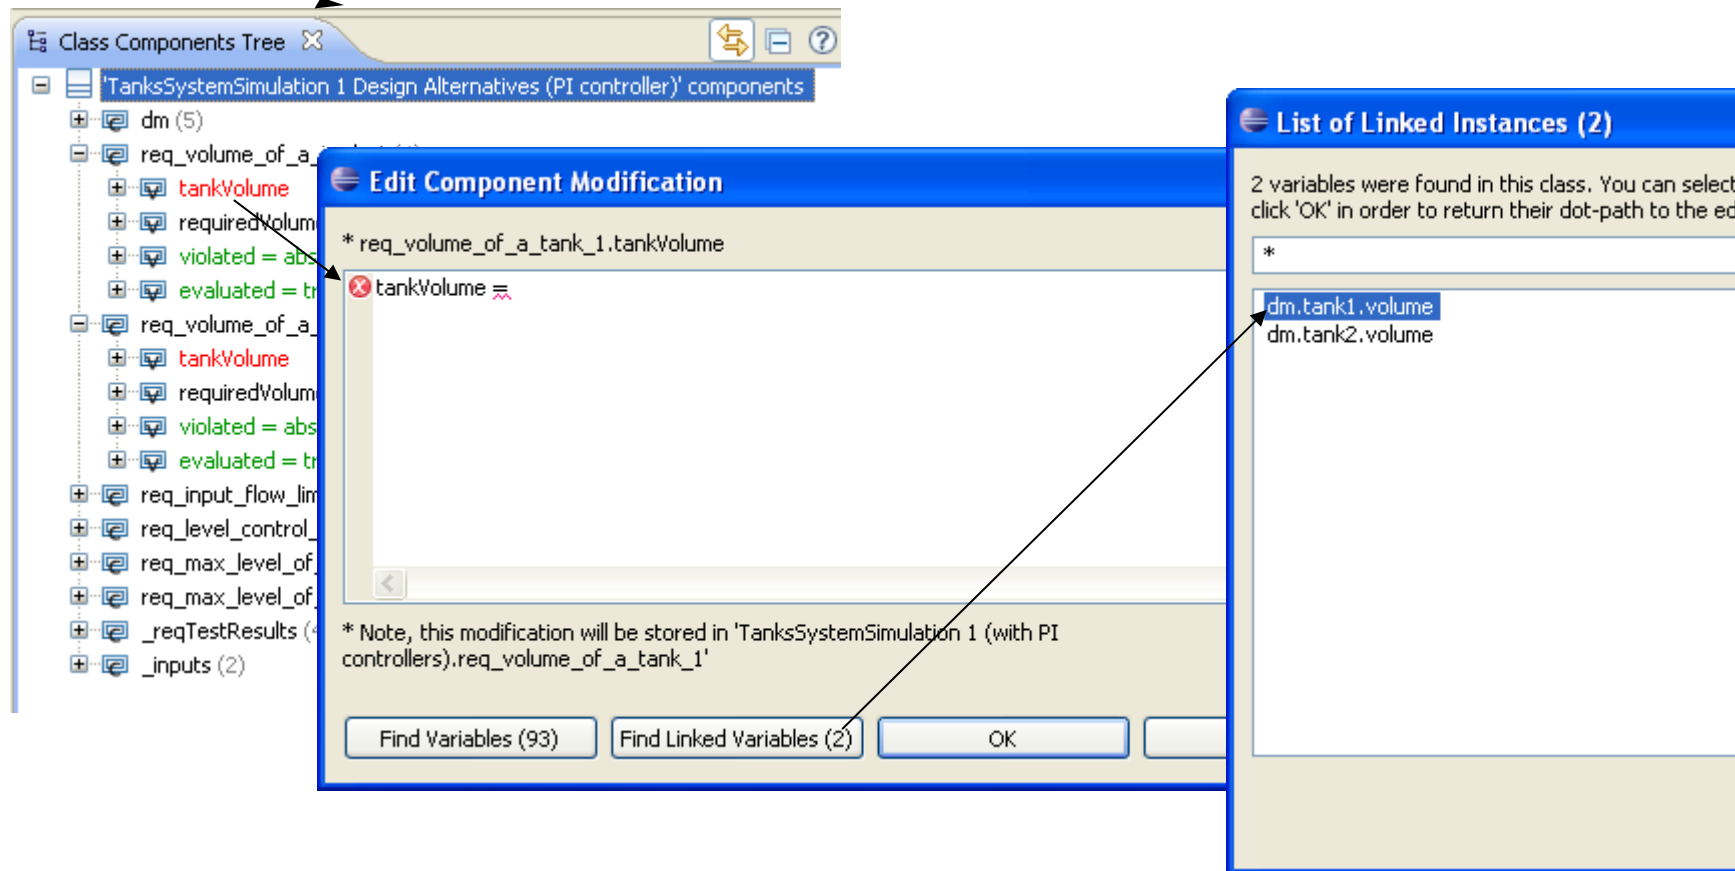 Class Components Tree
'TanksSystemSimulation 1 Design Alternatives (PI controller)' components
dm (5)
req_volume_of_a_
tankVolume
requiredVolum
violated = abs
evaluated = tr
req_volume_of_a_
tankVolume
requiredVolum
violated = abs
evaluated = tr
req_input_flow_lim
req_level_control_
req_max_level_of_
req_max_level_of_
_reqTestResults (
_inputs (2)
Edit Component Modification
* req_volume_of_a_tank_1.tankVolume
tankVolume =
* Note, this modification will be stored in 'TanksSystemSimulation 1 (with PI
controllers).req_volume_of_a_tank_1'
Find Variables (93)
Find Linked Variables (2)
OK
List of Linked Instances (2)
2 variables were found in this class. You can select
click 'OK' in order to return their dot-path to the ed
*
dm.tank1.volume
dm.tank2.volume